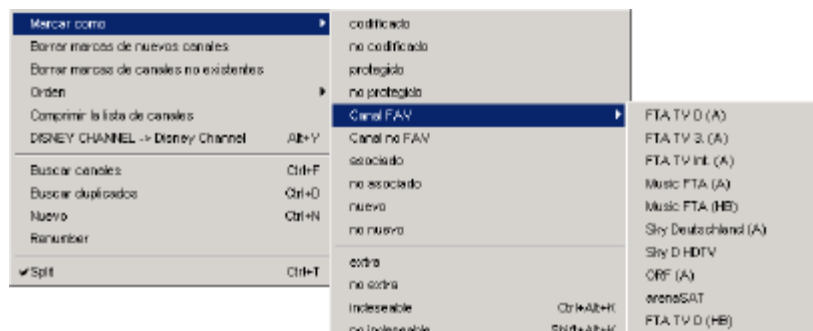 Marcar como
Borrar marcas de nuevos canales
Borrar marcas de canales no existentes
Orden
Comprimir la lista de canales
DISNEY CHANNEL -> Disney Channel Alt+Y
Buscar canales Ctrl+F
Buscar duplicados Ctrl+D
Nuevo Ctrl+N
Renumber
Split Ctrl+T
codificado
no codificado
protegido
no protegido
Canal FAV
Canal no FAV
asociado
no asociado
nuevo
no nuevo
extra
no extra
indeseable Ctrl+Alt+K
no indeseable Shift+Alt+K
FTA TV D (A)
FTA TV 3. (A)
FTA TV int. (A)
Music FTA (A)
Music FTA (HB)
Sky Deutschland (A)
Sky D HDTV
ORF (A)
arenaSAT
FTA TV D (HB)